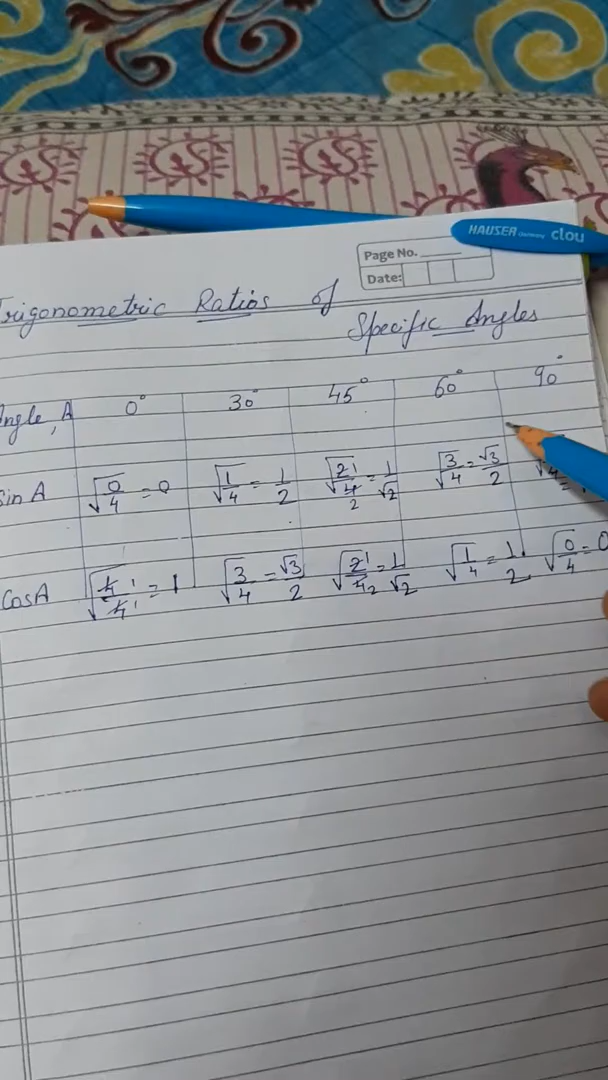 HAUSER Germany clou
Page No.
Date:
Trigonometric Ratios of
Specific Angles
Angle, A 0° 30° 45° 60° 90°
Sin A √0/4 = 0 √1/4 = 1/2 √2/4 = 1/√2 √3/4 = √3/2
Cos A √4/4 = 1 √3/4 = √3/2 √2/4 = 1/√2 √1/4 = 1/2 √0/4 = 0